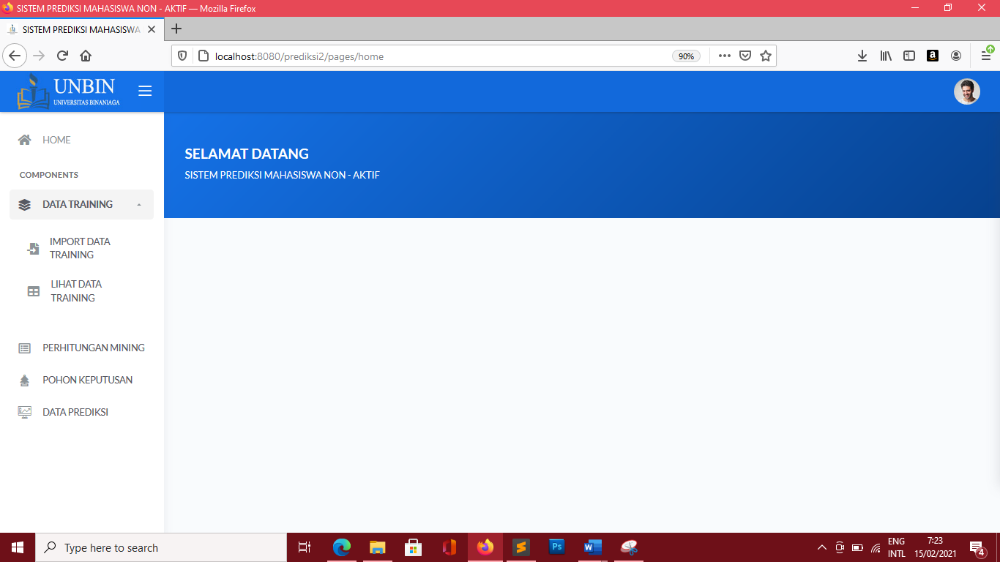 SISTEM PREDIKSI MAHASISWA NON - AKTIF — Mozilla Firefox
SISTEM PREDIKSI MAHASISWA
localhost:8080/prediksi2/pages/home
90%
UNBIN
UNIVERSITAS BINANIAGA
HOME
COMPONENTS
DATA TRAINING
IMPORT DATA
TRAINING
LIHAT DATA
TRAINING
PERHITUNGAN MINING
POHON KEPUTUSAN
DATA PREDIKSI
SELAMAT DATANG
SISTEM PREDIKSI MAHASISWA NON - AKTIF
Type here to search
Ps
W
ENG
INTL
7:23
15/02/2021
4